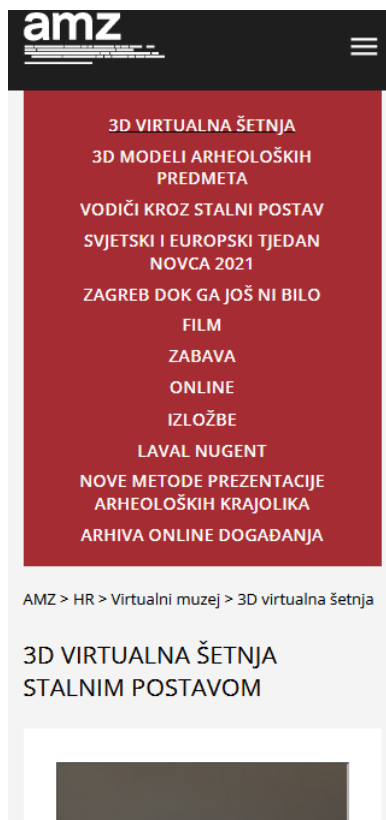 amz
3D VIRTUALNA ŠETNJA
3D MODELI ARHEOLOŠKIH
PREDMETA
VODIČI KROZ STALNI POSTAV
SVJETSKI I EUROPSKI TJEDAN
NOVCA 2021
ZAGREB DOK GA JOŠ NI BILO
FILM
ZABAVA
ONLINE
IZLOŽBE
LAVAL NUGENT
NOVE METODE PREZENTACIJE
ARHEOLOŠKIH KRAJOLIKA
ARHIVA ONLINE DOGAĐANJA
AMZ > HR > Virtualni muzej > 3D virtualna šetnja
3D VIRTUALNA ŠETNJA
STALNIM POSTAVOM